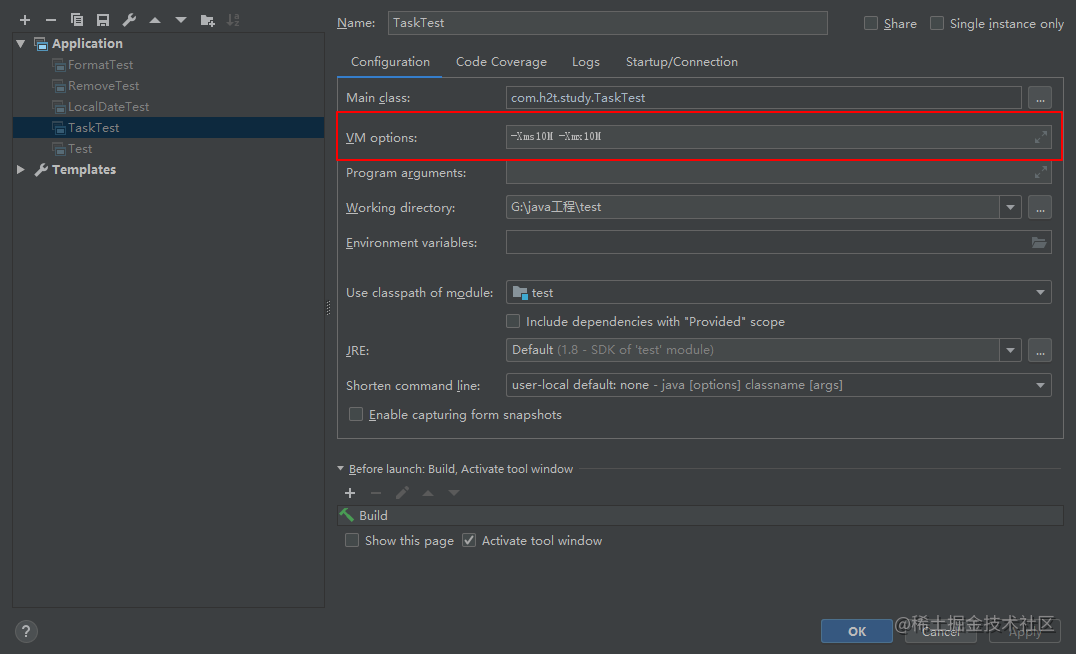 Name: TaskTest Share Single instance only
Application
FormatTest
RemoveTest
LocalDateTest
TaskTest
Test
Templates
Configuration Code Coverage Logs Startup/Connection
Main class: com.h2t.study.TaskTest ...
VM options: -Xms10M -Xmx10M
Program arguments:
Working directory: G:\java工程\test ...
Environment variables:
Use classpath of module: test
Include dependencies with "Provided" scope
JRE: Default (1.8 - SDK of 'test' module) ...
Shorten command line: user-local default: none - java [options] classname [args]
Enable capturing form snapshots
Before launch: Build, Activate tool window
Build
Show this page Activate tool window
? OK Cancel Apply
@稀土掘金技术社区